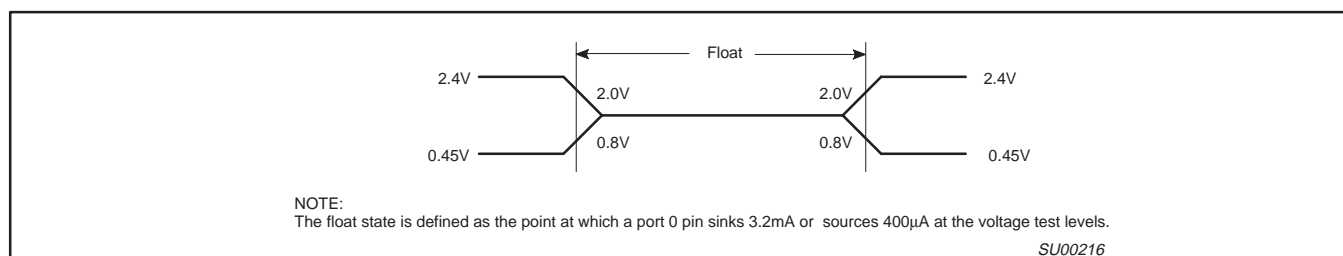 Float
2.4V 2.0V 2.0V 2.4V
0.45V 0.8V 0.8V 0.45V
NOTE:
The float state is defined as the point at which a port 0 pin sinks 3.2mA or sources 400µA at the voltage test levels.
SU00216